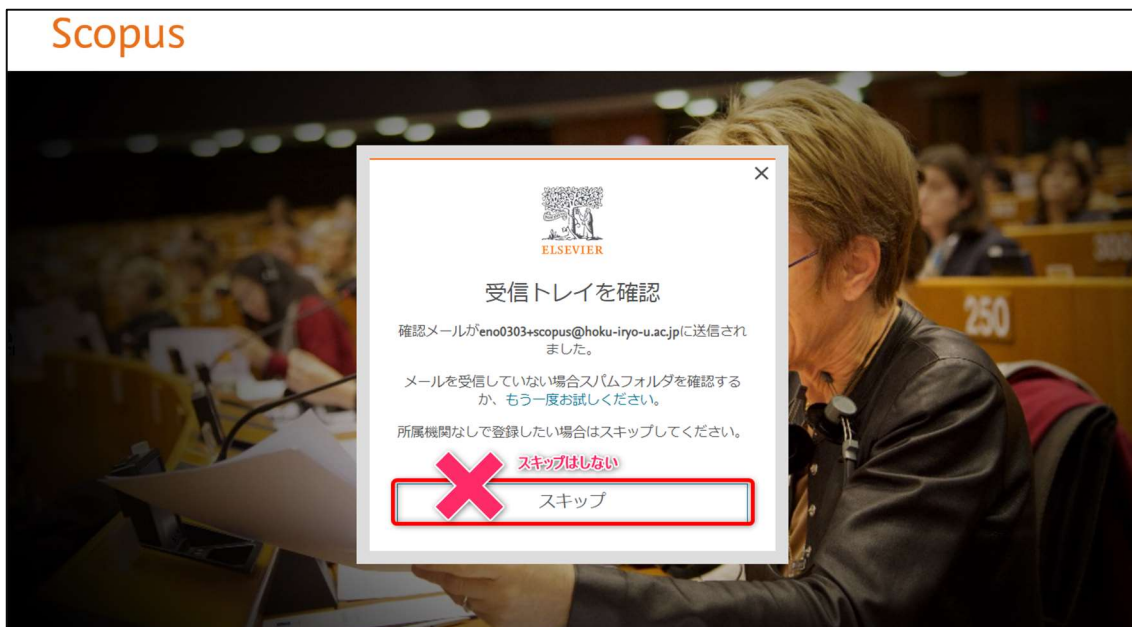 Scopus
ELSEVIER
受信トレイを確認
確認メールがeno0303+scopus@hoku-iryo-u.ac.jpに送信され
ました。
メールを受信していない場合スパムフォルダを確認する
か、もう一度お試しください。
所属機関なしで登録したい場合はスキップしてください。
スキップはしない
スキップ
250
300